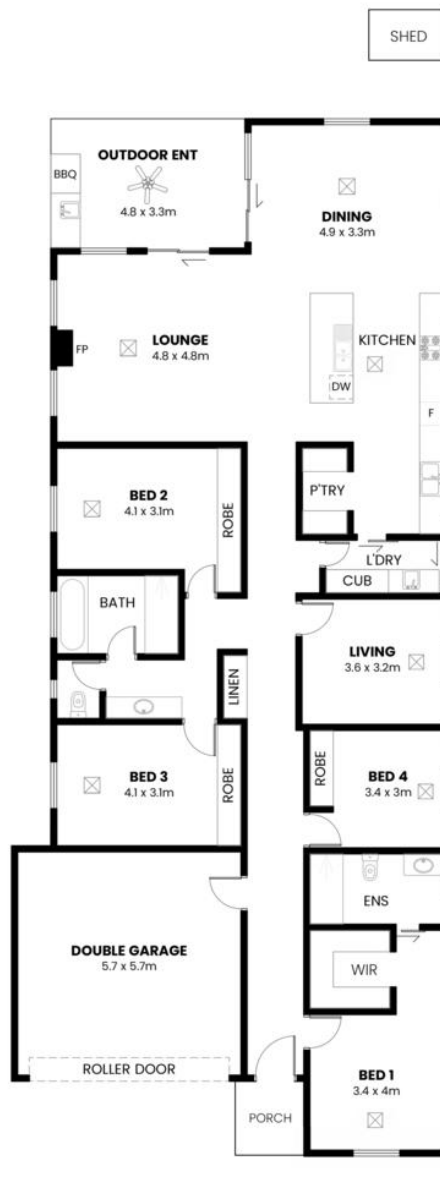 SHED
OUTDOOR ENT
BBQ
4.8 x 3.3m
DINING
4.9 x 3.3m
LOUNGE
4.8 x 4.8m
FP
KITCHEN
DW
F
BED 2
4.1 x 3.1m
ROBE
P'TRY
L'DRY
CUB
BATH
LIVING
3.6 x 3.2m
LINEN
BED 3
4.1 x 3.1m
ROBE
ROBE
BED 4
3.4 x 3m
ENS
DOUBLE GARAGE
5.7 x 5.7m
WIR
ROLLER DOOR
BED 1
3.4 x 4m
PORCH